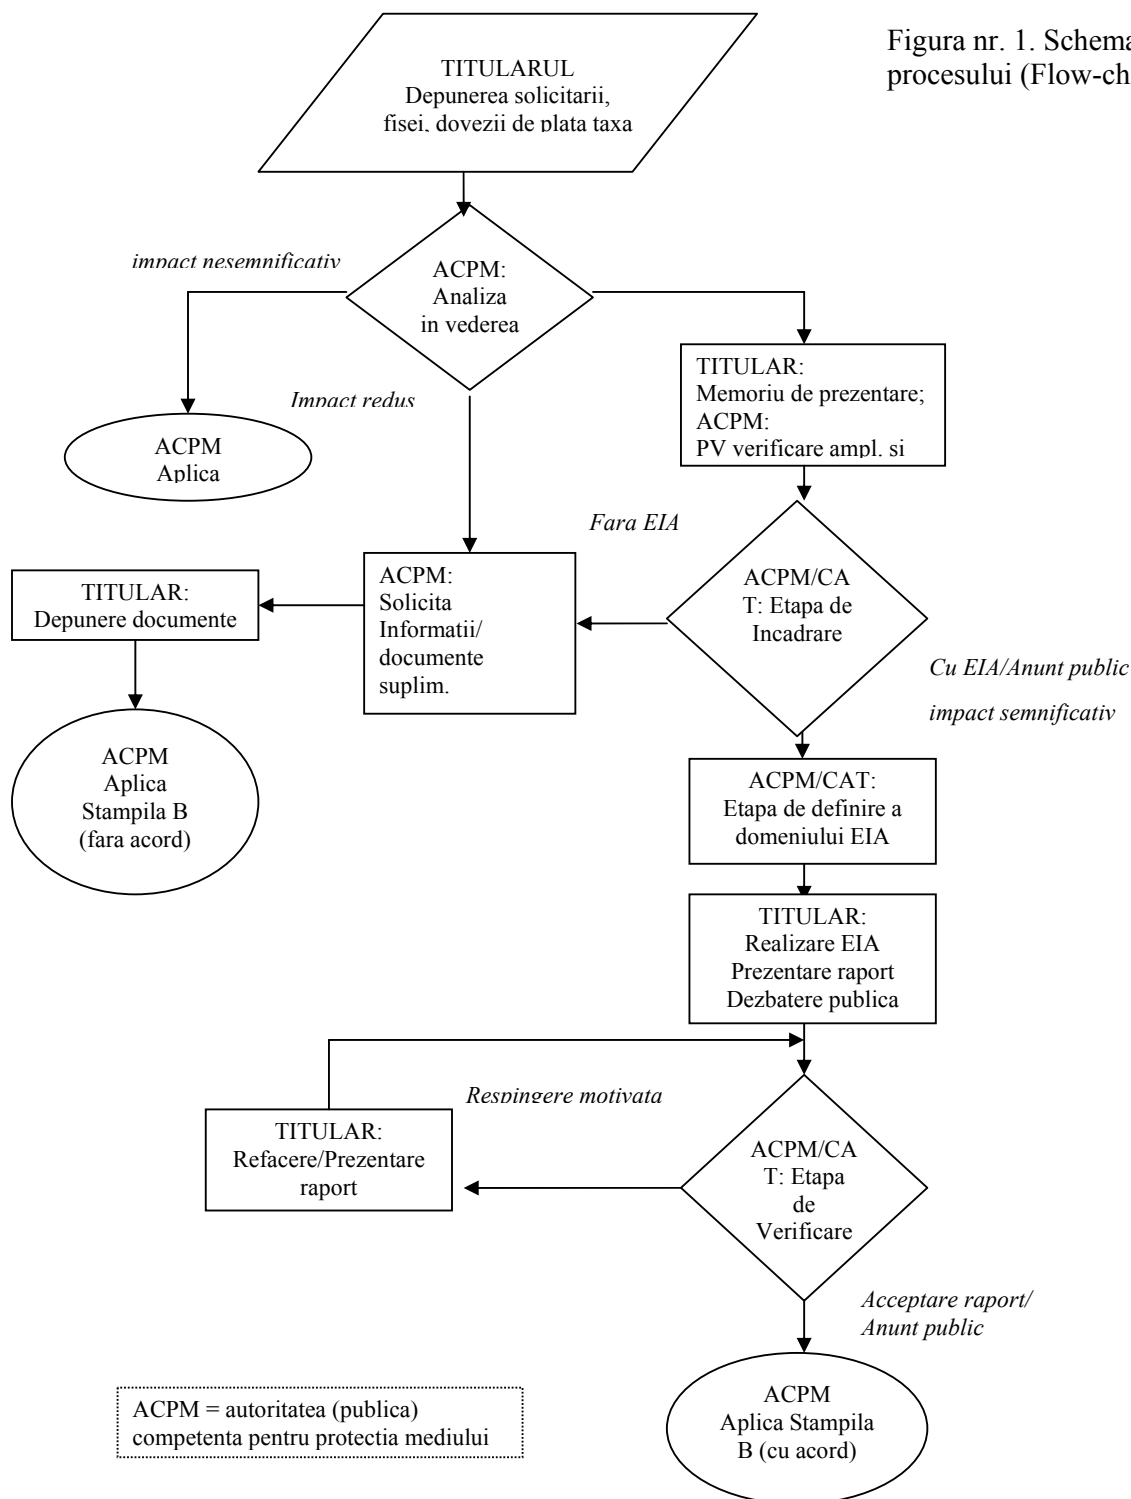 Figura nr. 1. Schema
procesului (Flow-ch
TITULARUL
Depunerea solicitarii,
fisei, dovezii de plata taxa
impact nesemnificativ
ACPM:
Analiza
in vederea
TITULAR:
Memoriu de prezentare;
ACPM:
PV verificare ampl. si
Impact redus
ACPM
Aplica
Fara EIA
ACPM:
Solicita
Informatii/
documente
suplim.
ACPM/CA
T: Etapa de
Incadrare
TITULAR:
Depunere documente
Cu EIA/Anunt public
impact semnificativ
ACPM
Aplica
Stampila B
(fara acord)
ACPM/CAT:
Etapa de definire a
domeniului EIA
TITULAR:
Realizare EIA
Prezentare raport
Dezbatere publica
Respingere motivata
TITULAR:
Refacere/Prezentare
raport
ACPM/CA
T: Etapa
de
Verificare
Acceptare raport/
Anunt public
ACPM
Aplica Stampila
B (cu acord)
ACPM = autoritatea (publica)
competenta pentru protectia mediului